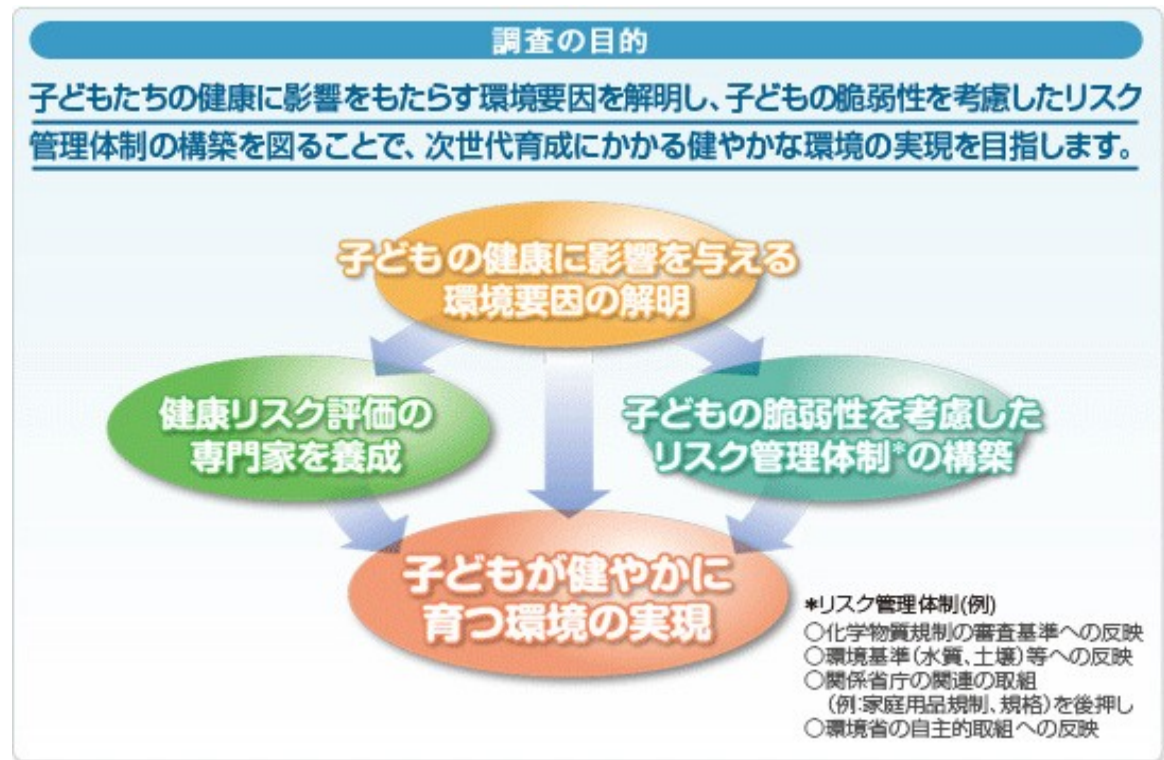 調査の目的
子どもたちの健康に影響をもたらす環境要因を解明し、子どもの脆弱性を考慮したリスク
管理体制の構築を図ることで、次世代育成にかかる健やかな環境の実現を目指します。
子どもの健康に影響を与える
環境要因の解明
健康リスク評価の
専門家を養成
子どもの脆弱性を考慮した
リスク管理体制*の構築
子どもが健やかに
育つ環境の実現
*リスク管理体制(例)
○化学物質規制の審査基準への反映
○環境基準(水質、土壌)等への反映
○関係省庁の関連の取組
(例:家庭用品規制、規格)を後押し
○環境省の自主的取組への反映